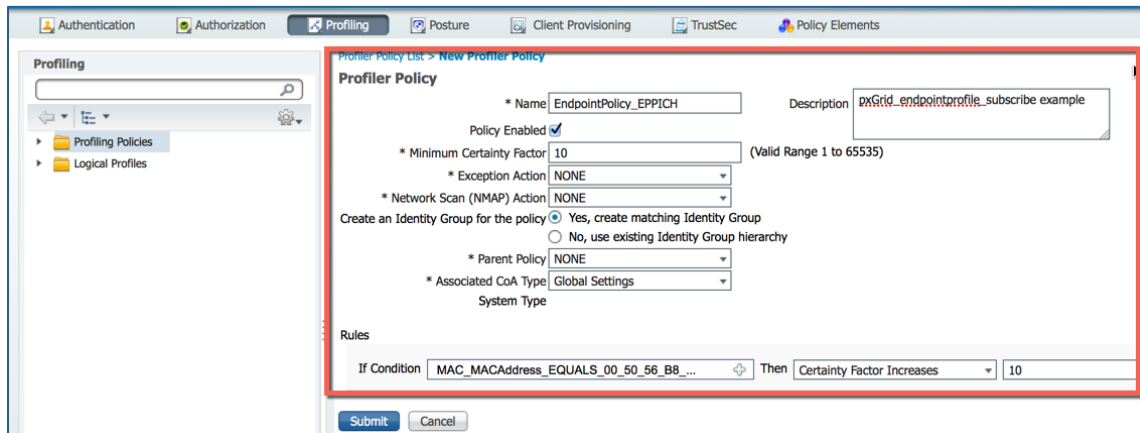 Authentication Authorization Profiling Posture Client Provisioning TrustSec Policy Elements
Profiling
Profiling Policies
Logical Profiles
Profiler Policy List > New Profiler Policy
Profiler Policy
* Name EndpointPolicy_EPPICH Description pxGrid_endpointprofile_subscribe example
Policy Enabled
* Minimum Certainty Factor 10 (Valid Range 1 to 65535)
* Exception Action NONE
* Network Scan (NMAP) Action NONE
Create an Identity Group for the policy Yes, create matching Identity Group
No, use existing Identity Group hierarchy
* Parent Policy NONE
* Associated CoA Type Global Settings
System Type
Rules
If Condition MAC_MACAddress_EQUALS_00_50_56_B8_... Then Certainty Factor Increases 10
Submit Cancel